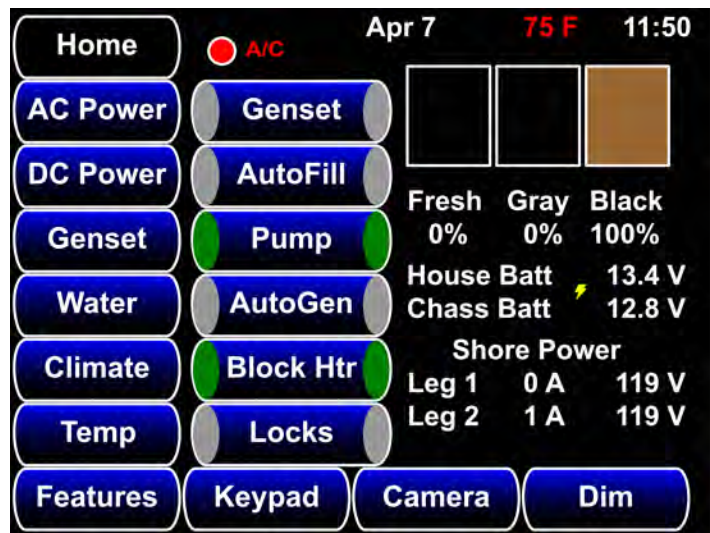 Home
A/C
Apr 7 75 F 11:50
AC Power
Genset
DC Power
AutoFill
Genset
Pump
Water
AutoGen
Climate
Block Htr
Temp
Locks
Fresh Gray Black
0% 0% 100%
House Batt 13.4 V
Chass Batt 12.8 V
Shore Power
Leg 1 0 A 119 V
Leg 2 1 A 119 V
Features
Keypad
Camera
Dim